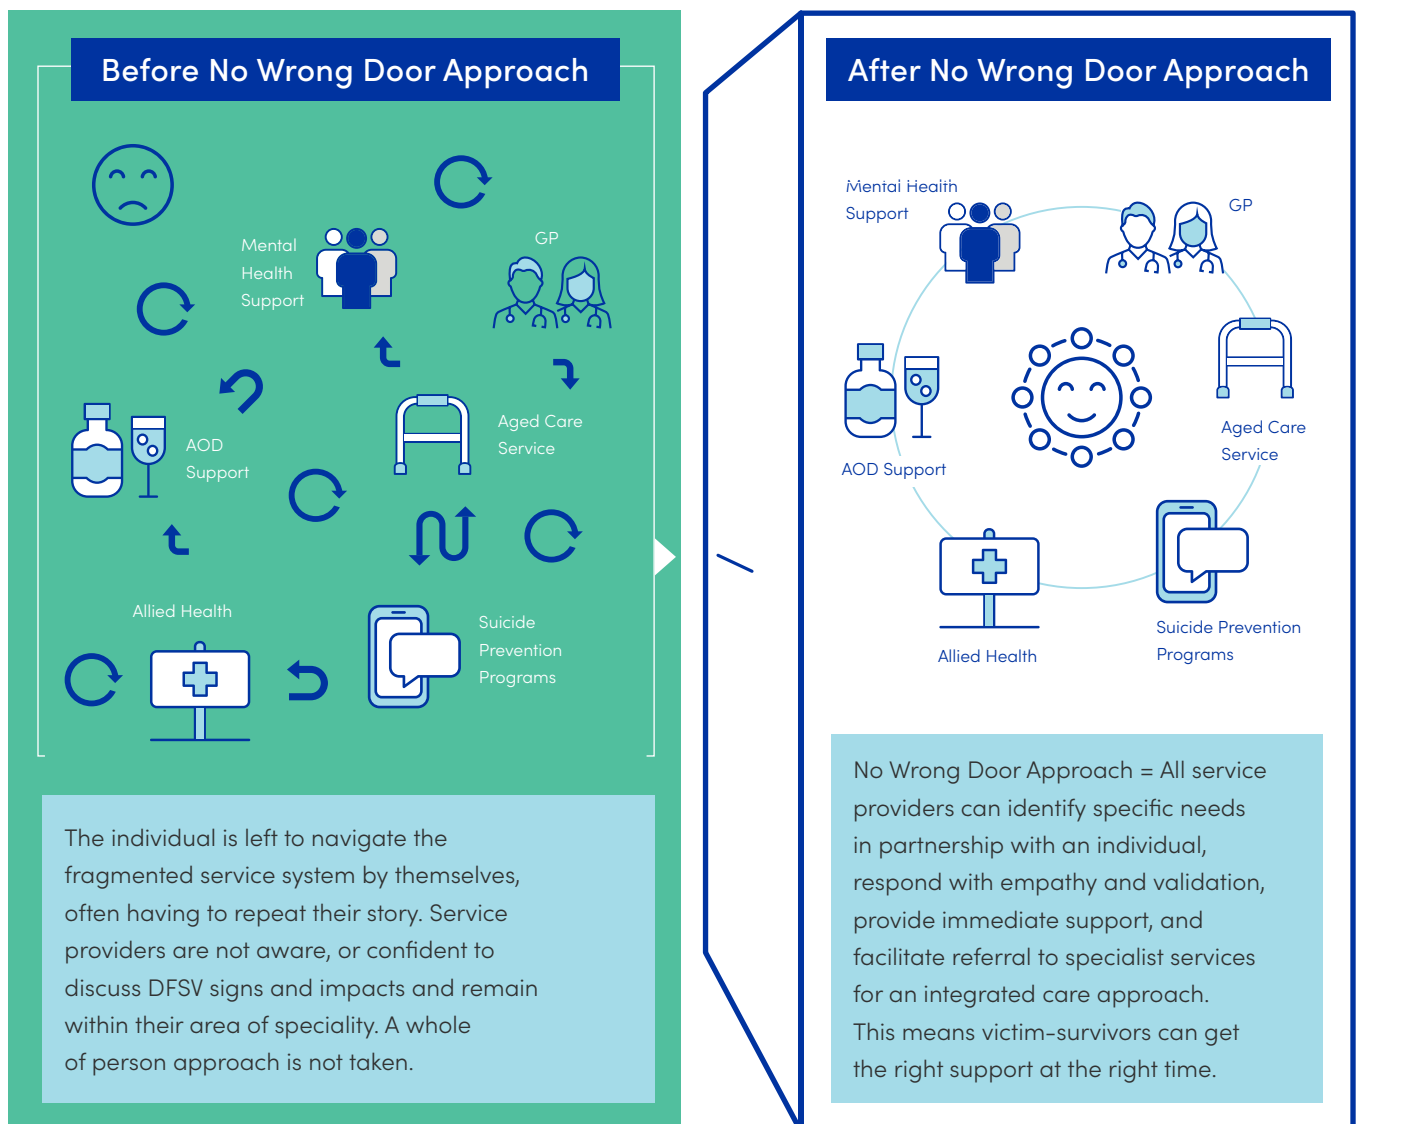 Before No Wrong Door Approach
Mental
Health
Support
GP
AOD
Support
Aged Care
Service
Allied Health
Suicide
Prevention
Programs
The individual is left to navigate the
fragmented service system by themselves,
often having to repeat their story. Service
providers are not aware, or confident to
discuss DFSV signs and impacts and remain
within their area of speciality. A whole
of person approach is not taken.
After No Wrong Door Approach
Mental Health
Support
GP
Aged Care
Service
AOD Support
Suicide Prevention
Programs
Allied Health
No Wrong Door Approach = All service
providers can identify specific needs
in partnership with an individual,
respond with empathy and validation,
provide immediate support, and
facilitate referral to specialist services
for an integrated care approach.
This means victim-survivors can get
the right support at the right time.